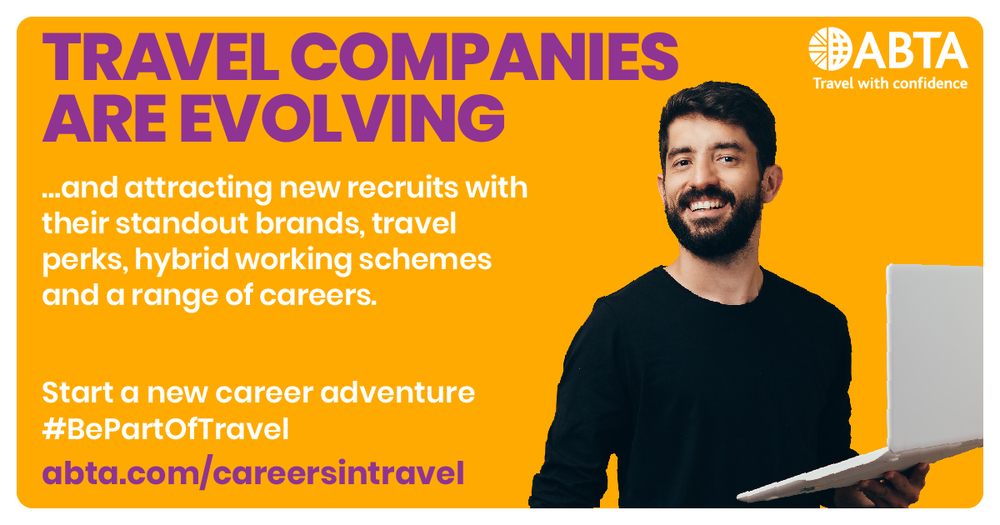 TRAVEL COMPANIES
ARE EVOLVING
ABTA
Travel with confidence
...and attracting new recruits with
their standout brands, travel
perks, hybrid working schemes
and a range of careers.
Start a new career adventure
#BePartOfTravel
abta.com/careersintravel